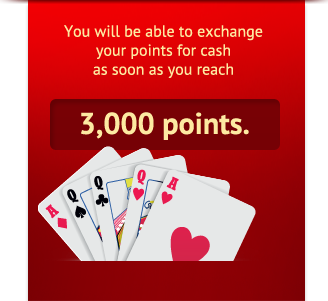 You will be able to exchange
your points for cash
as soon as you reach
3,000 points.
A Q Q Q A